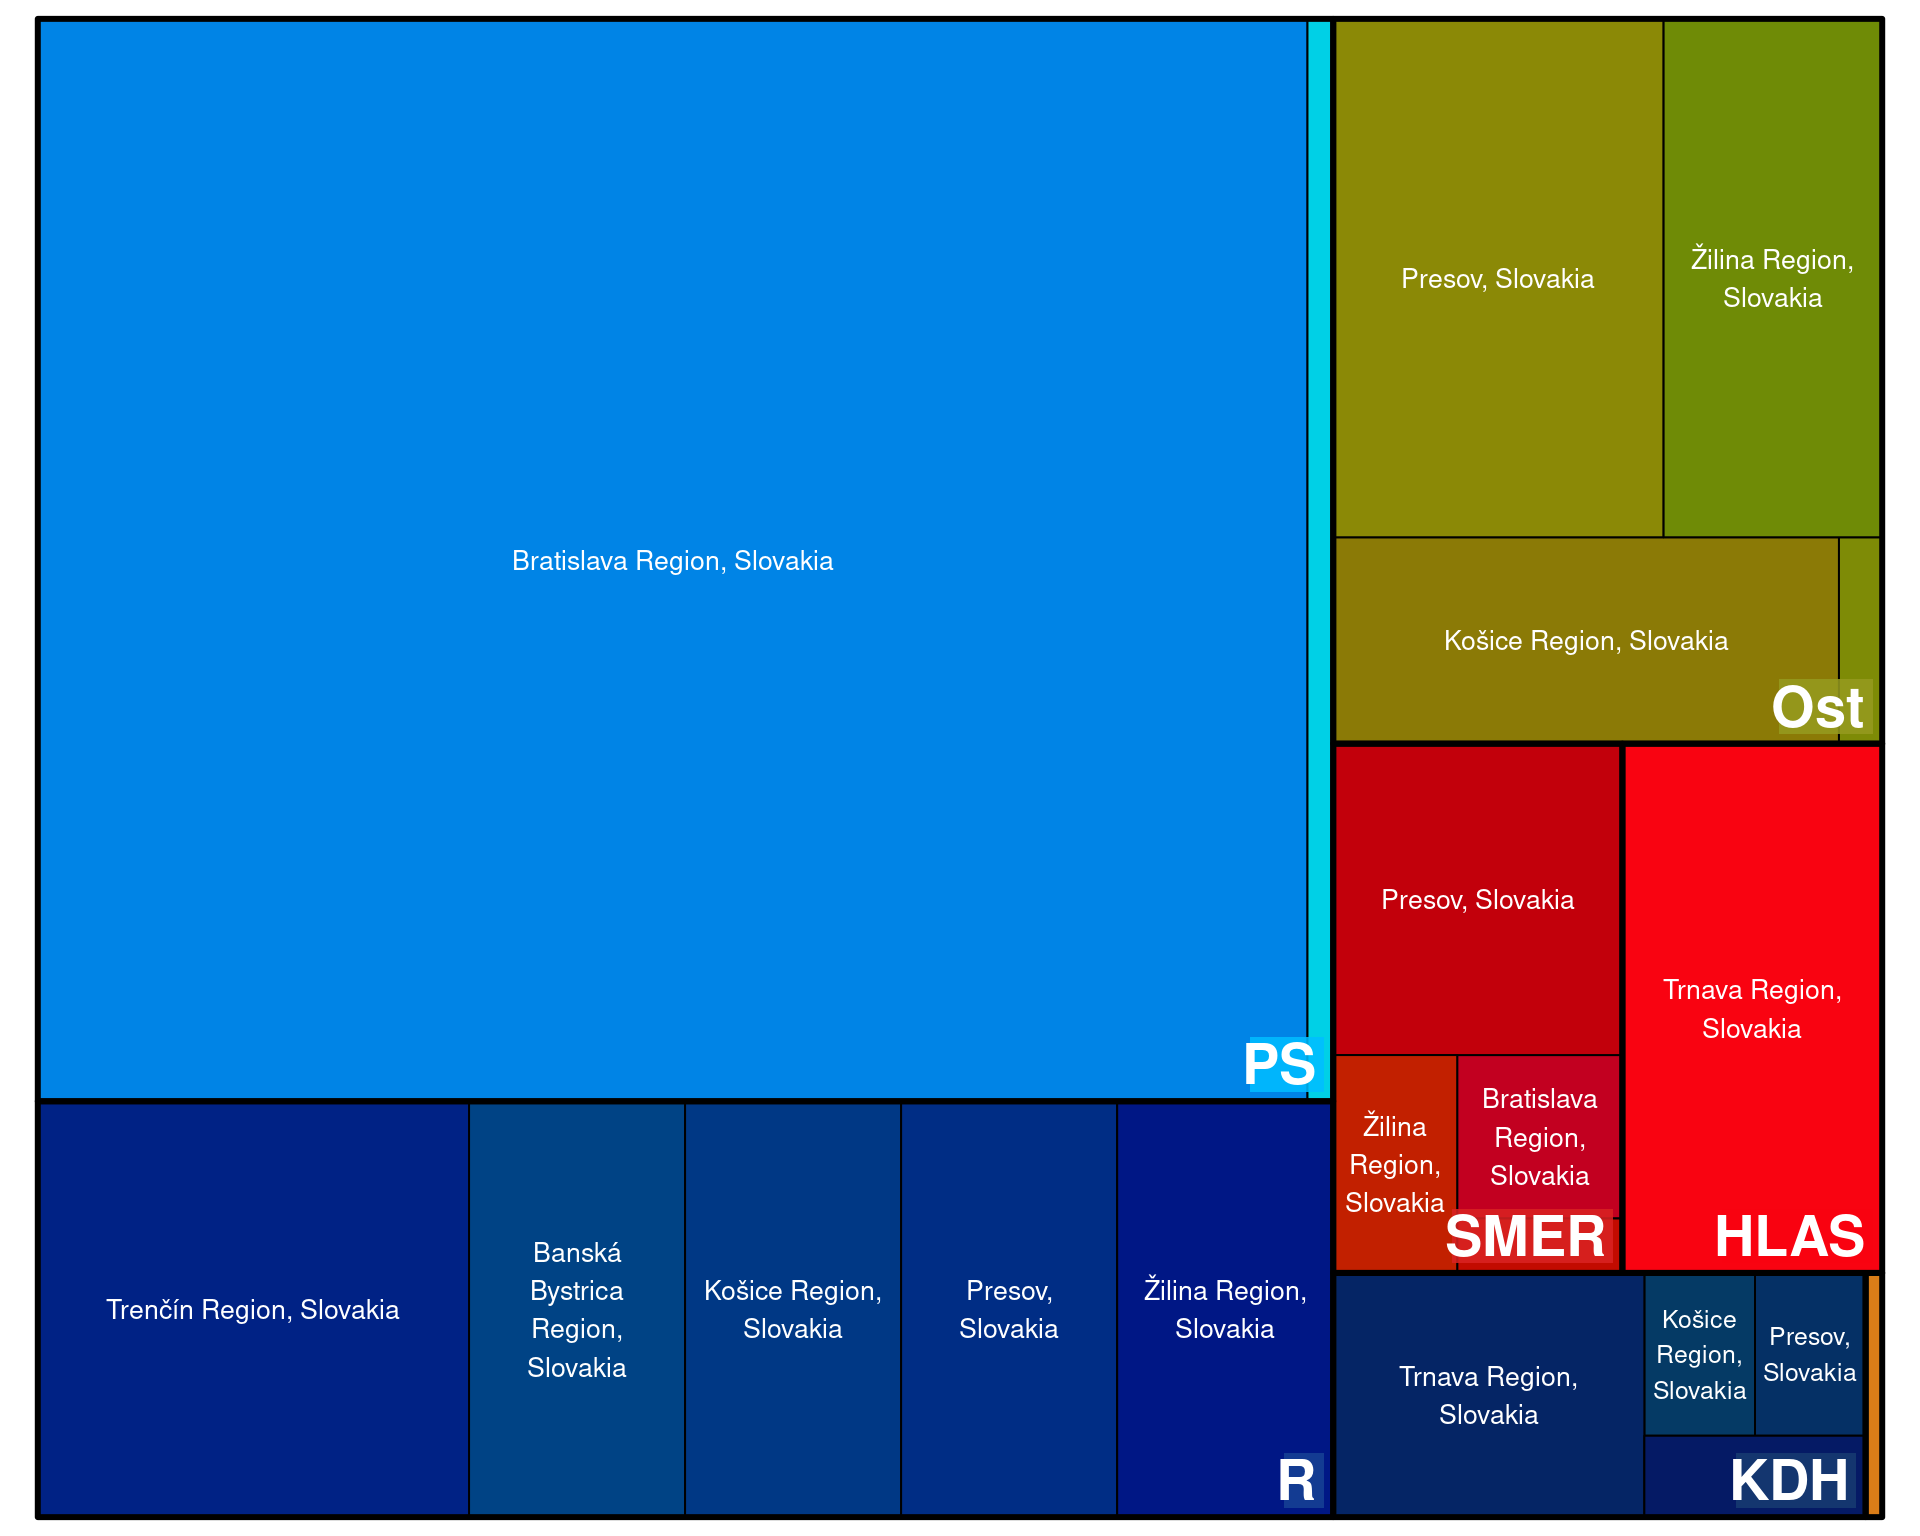 Bratislava Region, Slovakia
PS
Trenčín Region, Slovakia
Banská
Bystrica
Region,
Slovakia
Košice Region,
Slovakia
Presov,
Slovakia
Žilina Region,
Slovakia
R
Presov, Slovakia
Žilina Region,
Slovakia
Košice Region, Slovakia
Ost
Presov, Slovakia
Žilina
Region,
Slovakia
Bratislava
Region,
Slovakia
SMER
Trnava Region,
Slovakia
HLAS
Trnava Region,
Slovakia
Košice
Region,
Slovakia
Presov,
Slovakia
KDH